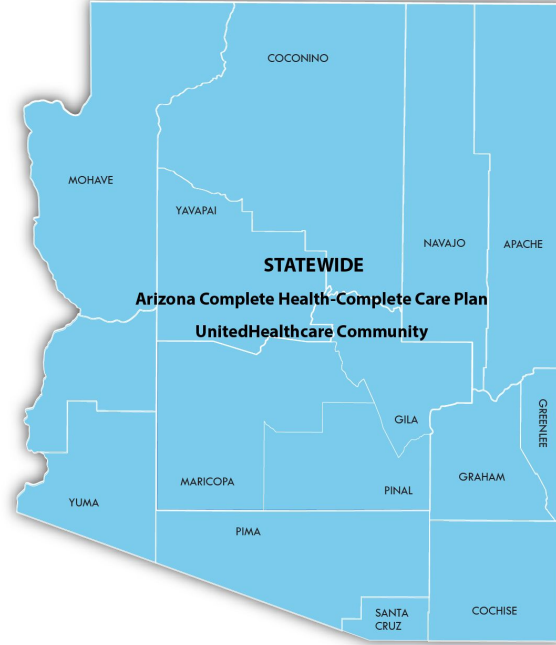 COCONINO
MOHAVE
YAVAPAI
NAVAJO
APACHE
STATEWIDE
Arizona Complete Health-Complete Care Plan
UnitedHealthcare Community
GREENLEE
GILA
MARICOPA
PINAL
GRAHAM
YUMA
PIMA
SANTA
CRUZ
COCHISE